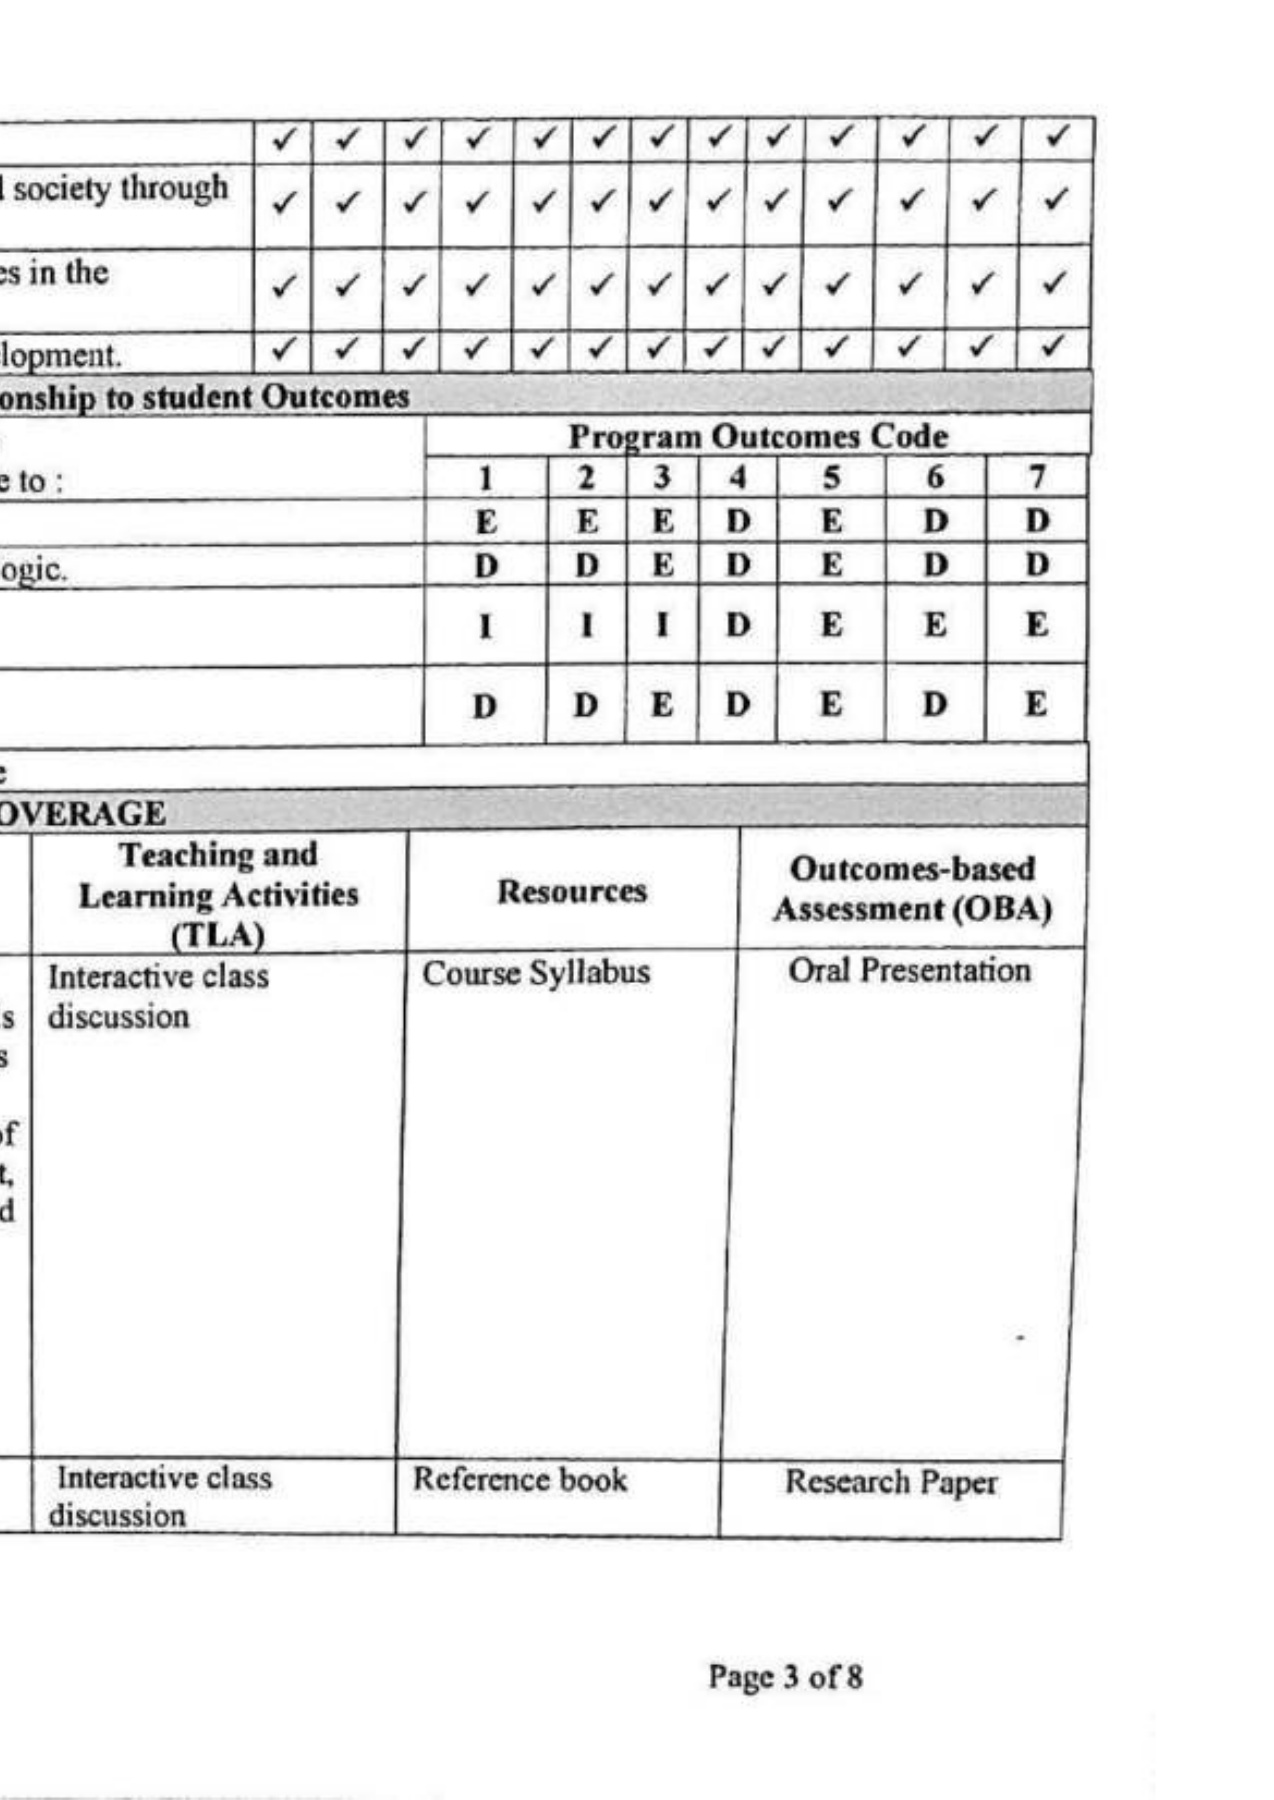 ✓ ✓ ✓ ✓ ✓ ✓ ✓ ✓ ✓ ✓ ✓ ✓ ✓
society through
✓ ✓ ✓ ✓ ✓ ✓ ✓ ✓ ✓ ✓ ✓ ✓ ✓
es in the
✓ ✓ ✓ ✓ ✓ ✓ ✓ ✓ ✓ ✓ ✓ ✓ ✓
lopment. ✓ ✓ ✓ ✓ ✓ ✓ ✓ ✓ ✓ ✓ ✓ ✓ ✓
onship to student Outcomes
Program Outcomes Code
e to : 1 2 3 4 5 6 7
E E E D E D D
ogic. D D E D E D D
I I I D E E E
D D E D E D E
e
OVERAGE
Teaching and
Learning Activities
(TLA)
Resources
Outcomes-based
Assessment (OBA)
s
s
of
t,
d
Interactive class
discussion
Course Syllabus
Oral Presentation
Interactive class
discussion
Reference book
Research Paper
Page 3 of 8